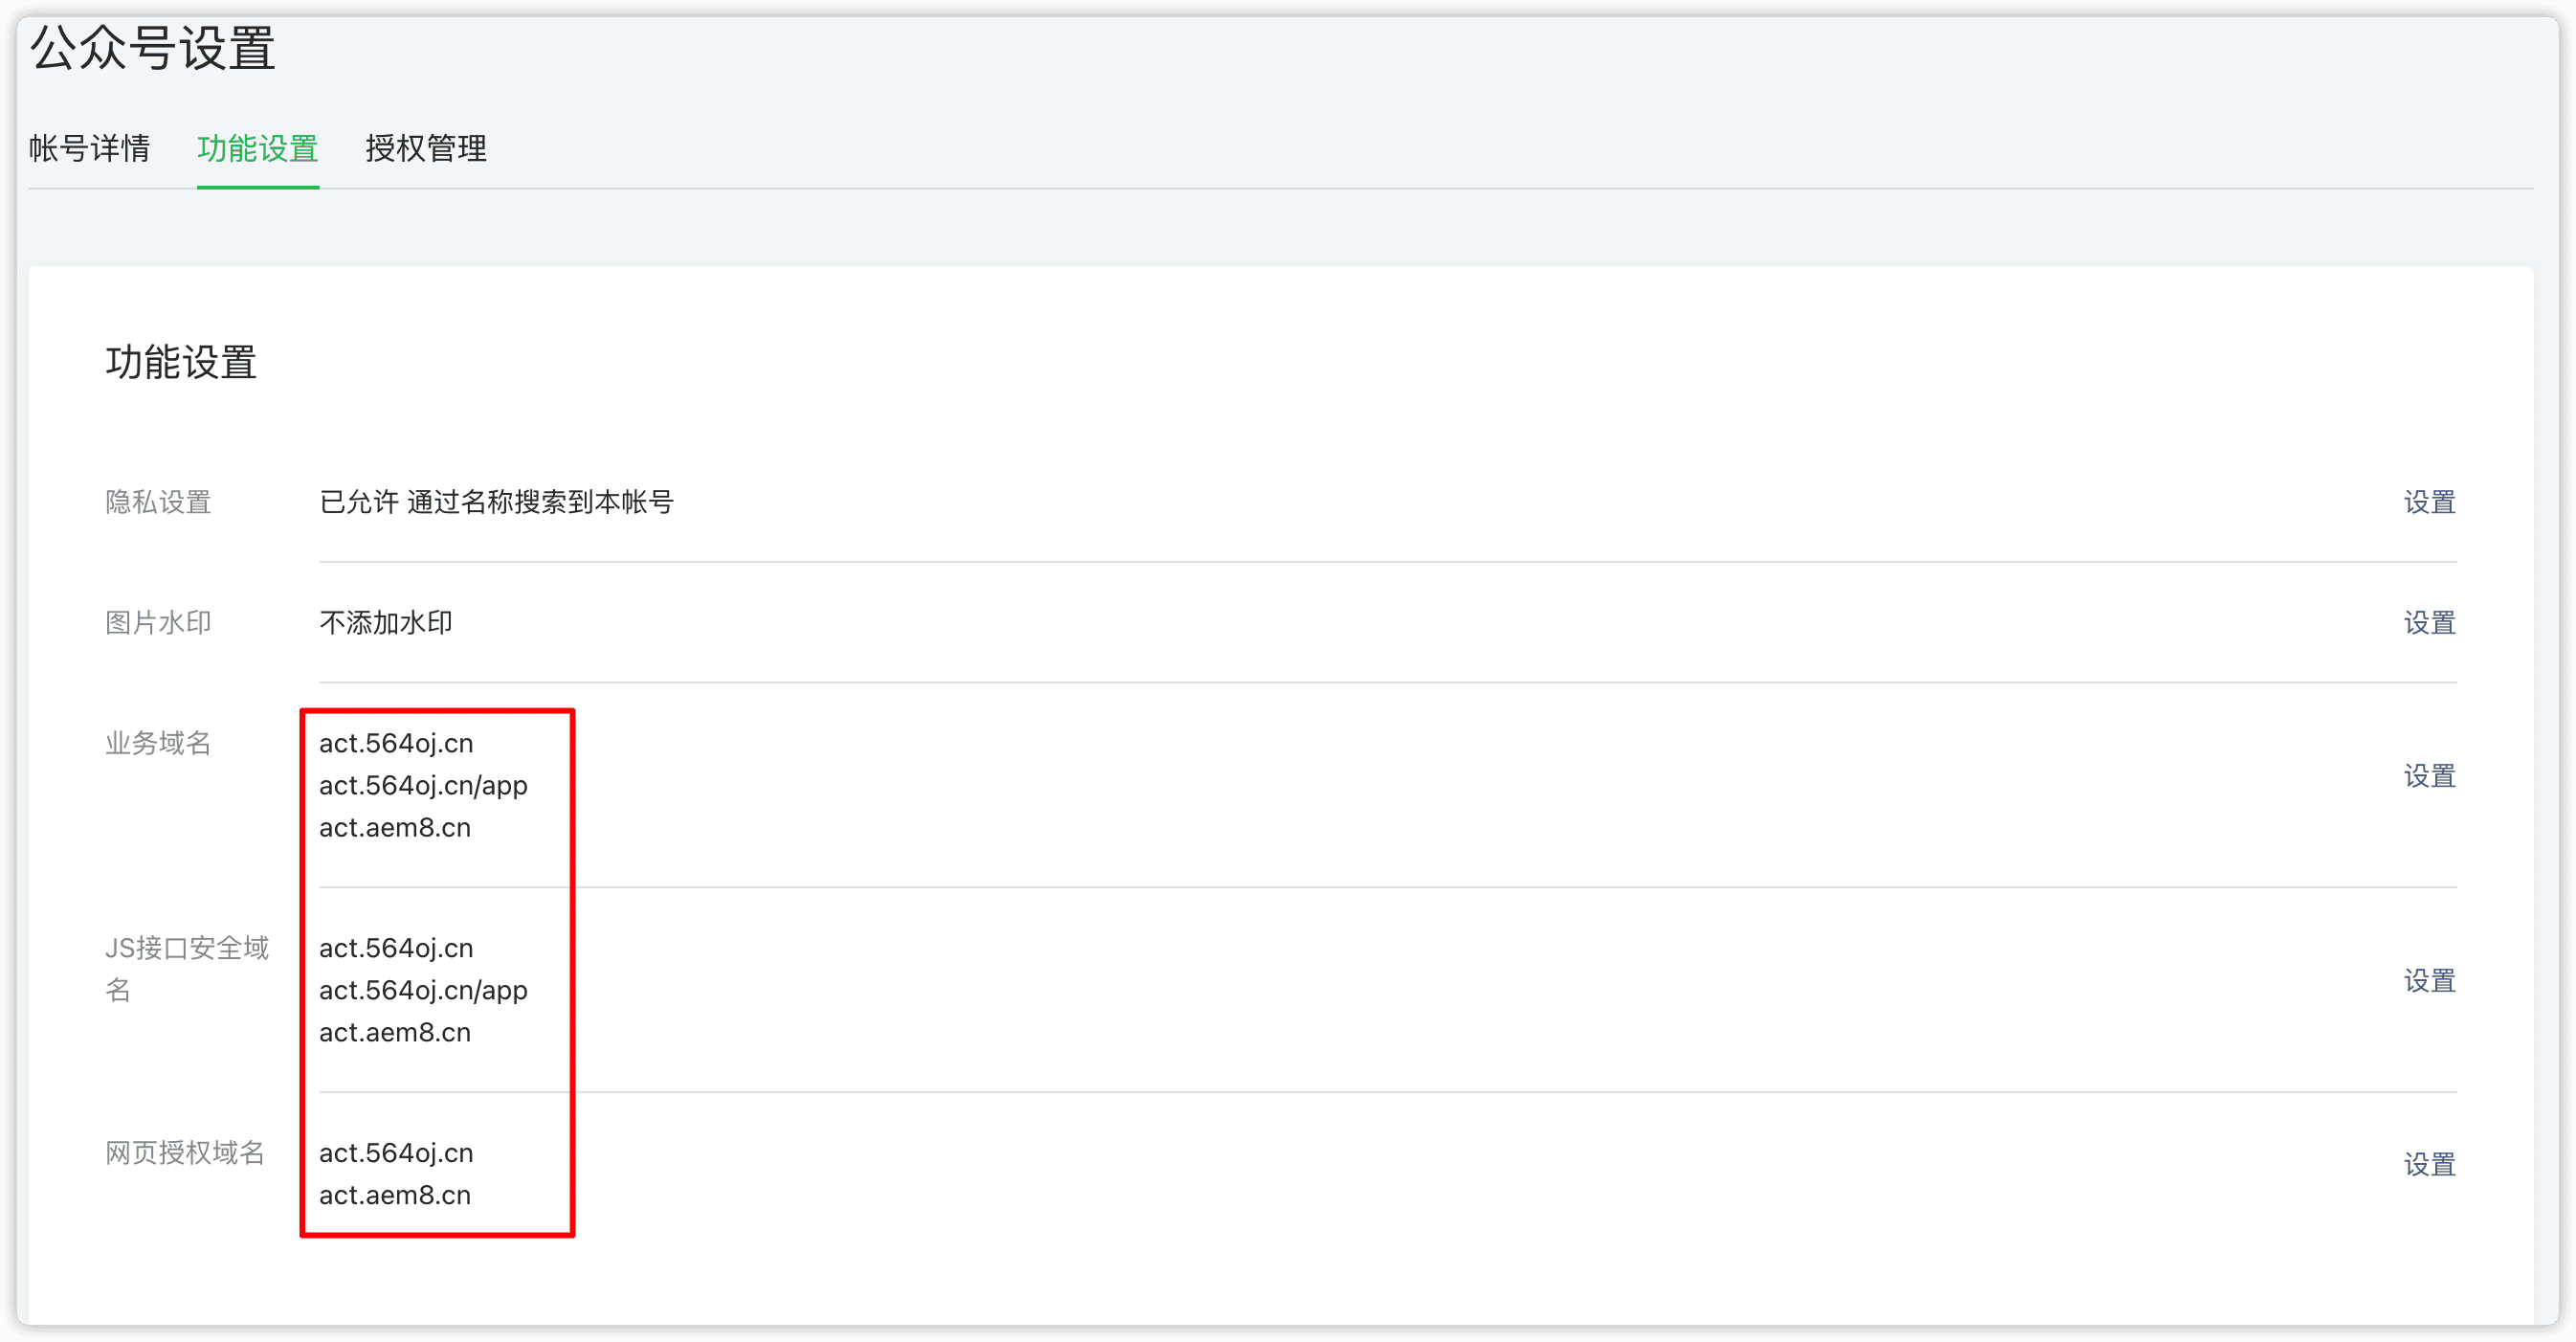 公众号设置
帐号详情 功能设置 授权管理
功能设置
隐私设置 已允许 通过名称搜索到本帐号 设置
图片水印 不添加水印 设置
业务域名 act.564oj.cn
act.564oj.cn/app
设置
act.aem8.cn
JS接口安全域名 act.564oj.cn
act.564oj.cn/app
设置
act.aem8.cn
网页授权域名 act.564oj.cn
设置
act.aem8.cn